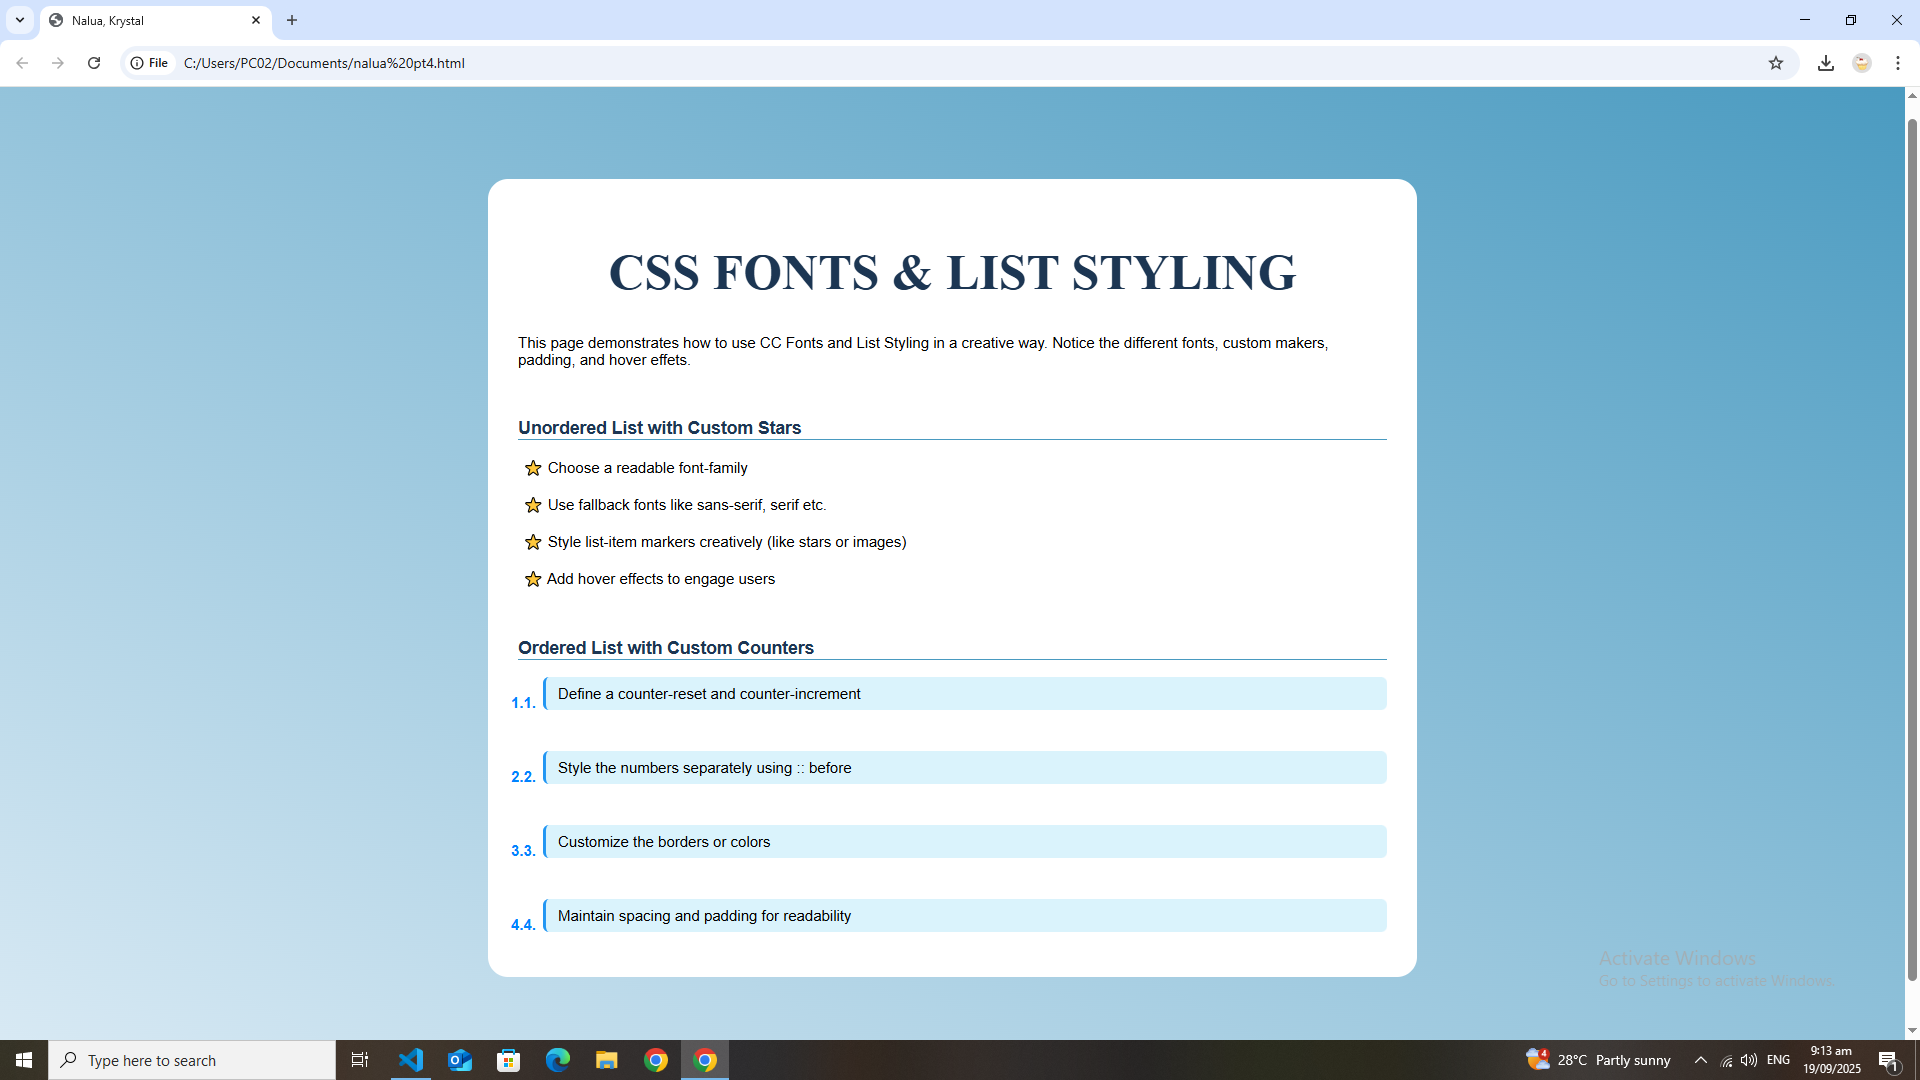 Nalua, Krystal
File
C:/Users/PC02/Documents/nalua%20pt4.html
CSS FONTS & LIST STYLING
This page demonstrates how to use CC Fonts and List Styling in a creative way. Notice the different fonts, custom makers,
padding, and hover effets.
Unordered List with Custom Stars
Choose a readable font-family
Use fallback fonts like sans-serif, serif etc.
Style list-item markers creatively (like stars or images)
Add hover effects to engage users
Ordered List with Custom Counters
1.1. Define a counter-reset and counter-increment
2.2. Style the numbers separately using :: before
3.3. Customize the borders or colors
4.4. Maintain spacing and padding for readability
Activate Windows
Go to Settings to activate Windows.
Type here to search
4
28°C Partly sunny
ENG
9:13 am
19/09/2025
1